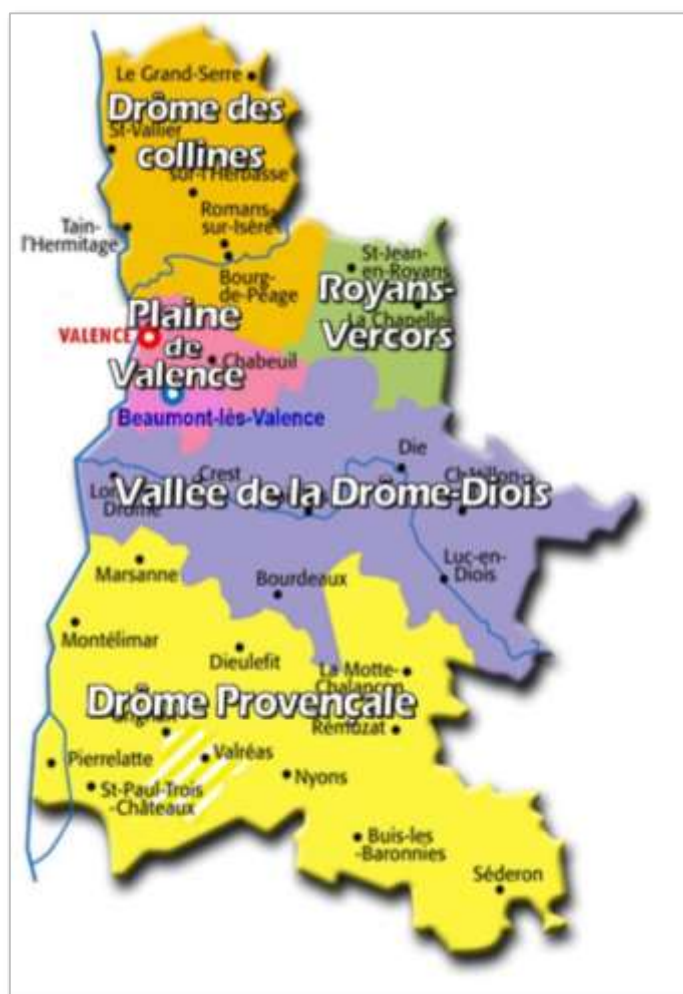 Le Grand-Serre
Drôme des
collines
St-Vallier
sur-l'Herbasse
Romans-
sur-Isère
Tain-
l'Hermitage
Bourg-
de-Péage
St-Jean-
en-Royans
Royans-
Vercors
La Chapelle-
Plaine
de
Valence
VALENCE
Chabeuil
Beaumont-lès-Valence
Die
Crest
Vallée de la Drôme-Diois
Luc-en-
Diois
Marsanne
Bourdeaux
Montélimar
Dieulefit
La Motte-
Chalancon
Drôme Provençale
Rémuzat
Pierrelatte
Valréas
St-Paul-Trois
-Châteaux
Nyons
Buis-les
-Baronnies
Séderon